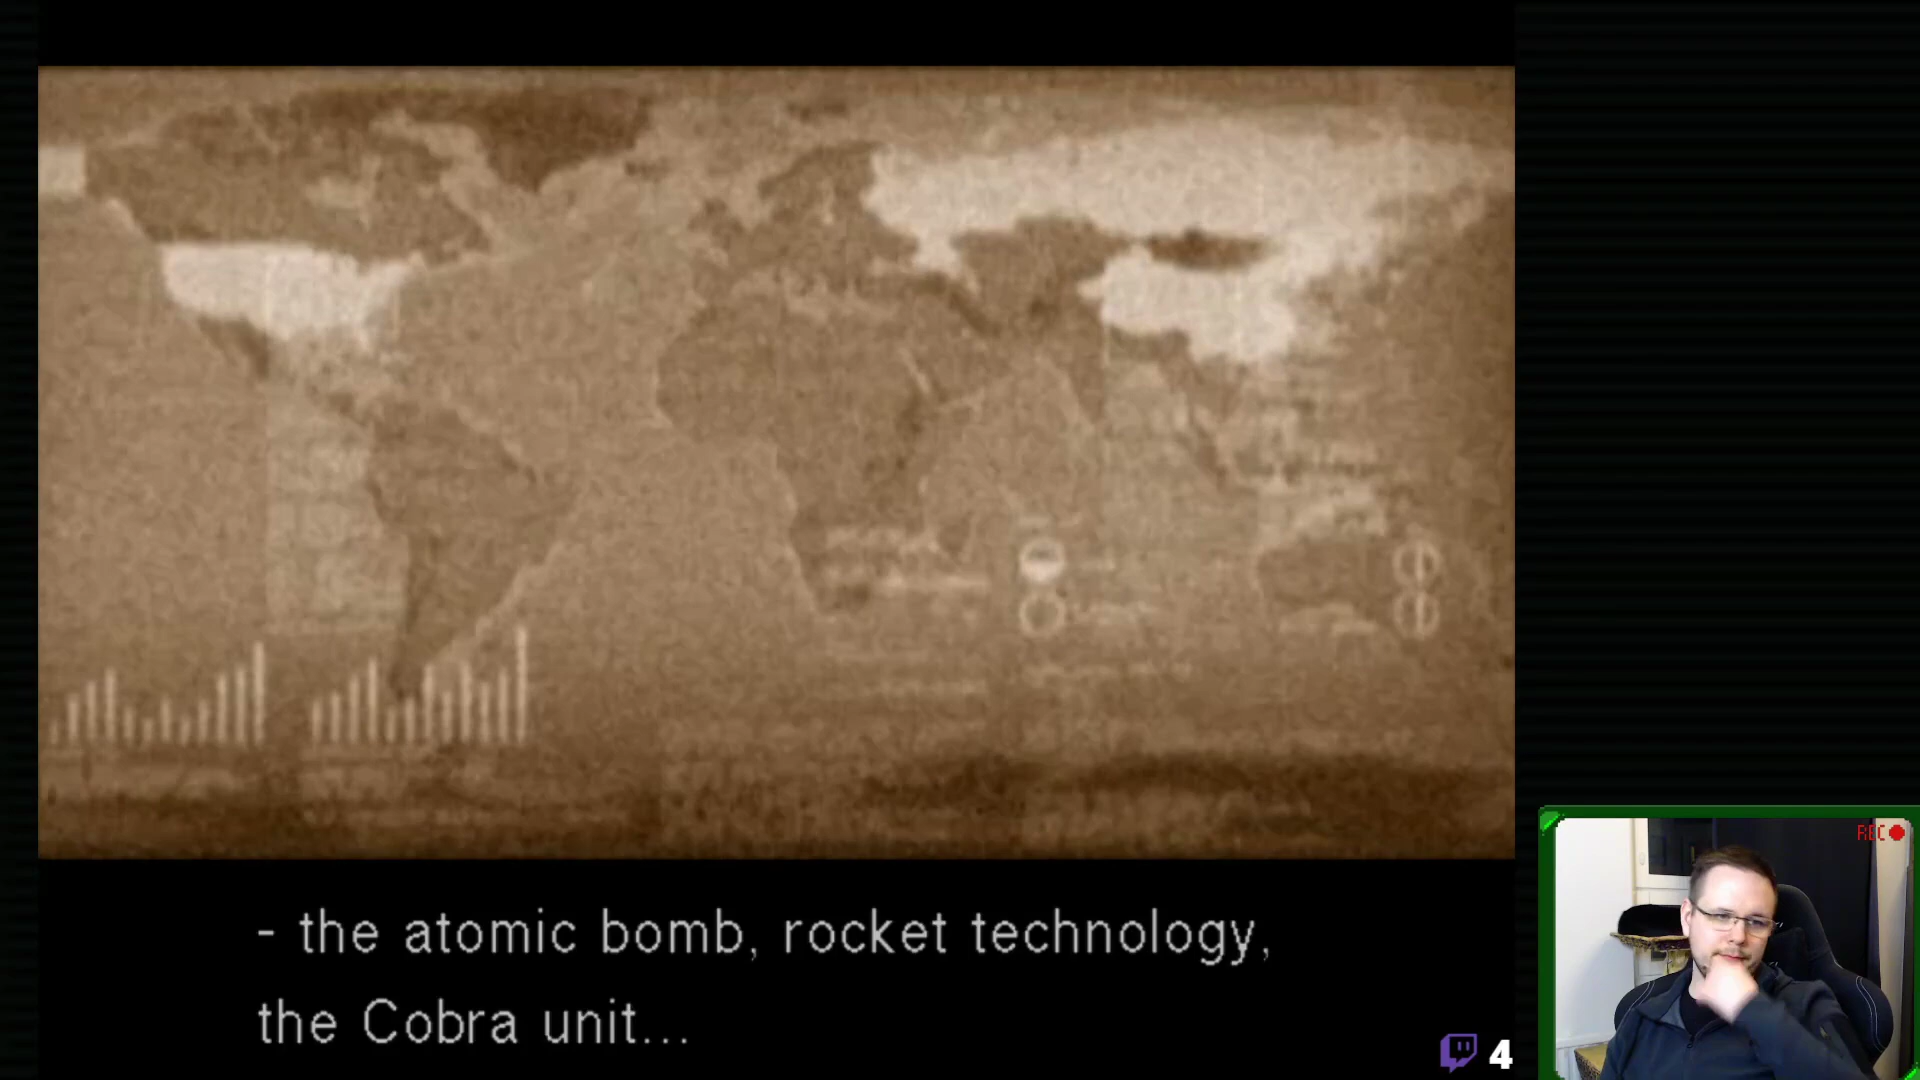 REC
- the atomic bomb, rocket technology,
the Cobra unit...
4